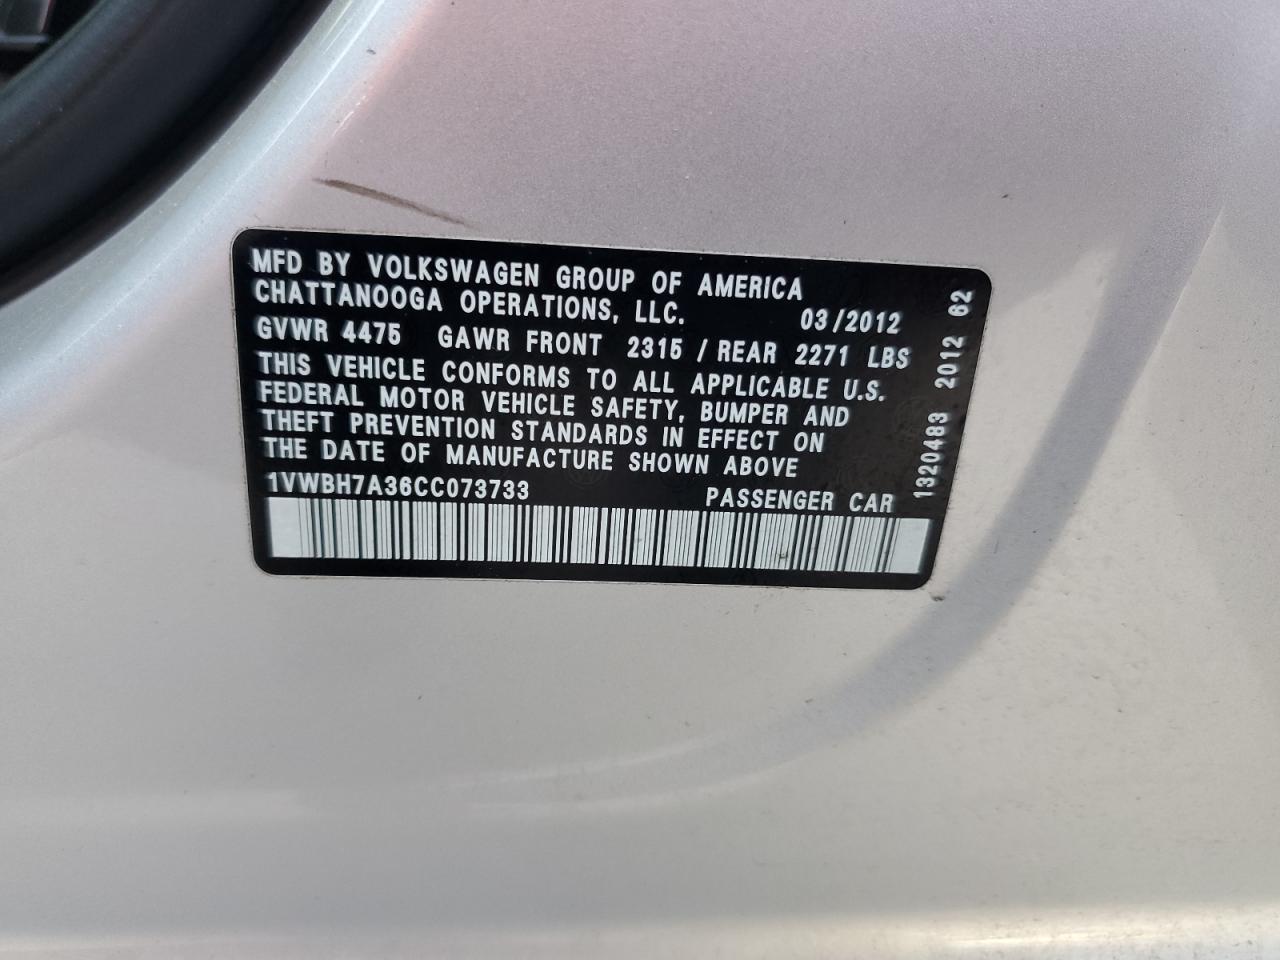 MFD BY VOLKSWAGEN GROUP OF AMERICA
CHATTANOOGA OPERATIONS, LLC. 03/2012
GVWR 4475 GAWR FRONT 2315 / REAR 2271 LBS
THIS VEHICLE CONFORMS TO ALL APPLICABLE U.S.
FEDERAL MOTOR VEHICLE SAFETY, BUMPER AND
THEFT PREVENTION STANDARDS IN EFFECT ON
THE DATE OF MANUFACTURE SHOWN ABOVE
1VWBH7A36CC073733 PASSENGER CAR
1320483 2012 62